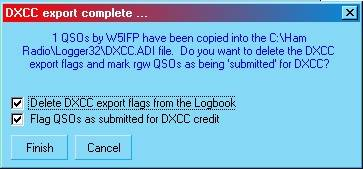 DXCC export complete ...
1 QSOs by W5IFP have been copied into the C:\Ham
Radio\Logger32\DXCC.ADI file. Do you want to delete the DXCC
export flags and mark rgw QSOs as being 'submitted' for DXCC?
Delete DXCC export flags from the Logbook
Flag QSOs as submitted for DXCC credit
Finish
Cancel